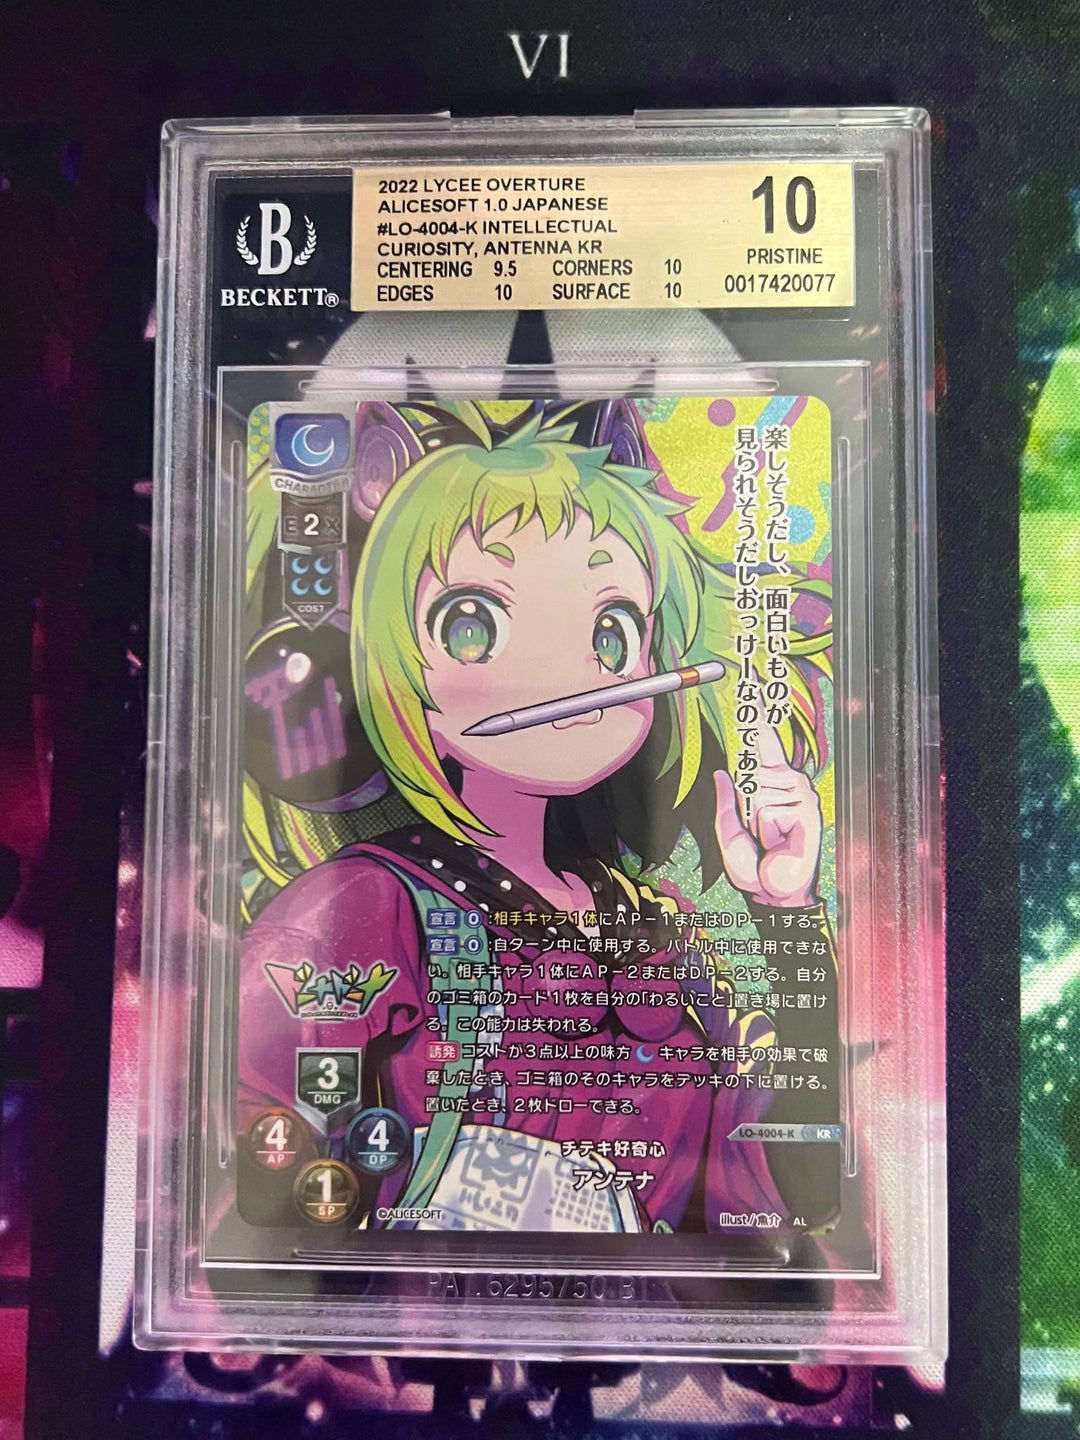 VI
2022 LYCEE OVERTURE
ALICESOFT 1.0 JAPANESE
#LO-4004-K INTELLECTUAL
CURIOSITY, ANTENNA KR
CENTERING 9.5 CORNERS 10
EDGES 10 SURFACE 10
10
PRISTINE
0017420077
B
BECKETT®
CHARACTER
EX 2
COST
楽しそうだし、面白いものが
見られそうだしおっけーなのである!
宣言 0 :相手キャラ1体にAP-1またはDP-1する。
宣言 0 :自ターン中に使用する。バトル中に使用できな
い。相手キャラ1体にAP-2またはDP-2する。自分
のゴミ箱のカード1枚を自分の「わるいこと」置き場に置け
る。この能力は失われる。
誘発 コストが3点以上の味方 キャラを相手の効果で破
棄したとき、ゴミ箱のそのキャラをデッキの下に置ける。
置いたとき、2枚ドローできる。
ドナドナ
3
DMG
4
AP
4
DP
1
SP
LO-4004-K KR
チテキ好奇心
アンテナ
©ALICESOFT
illust/魚介 AL
PAT.6295750 B1